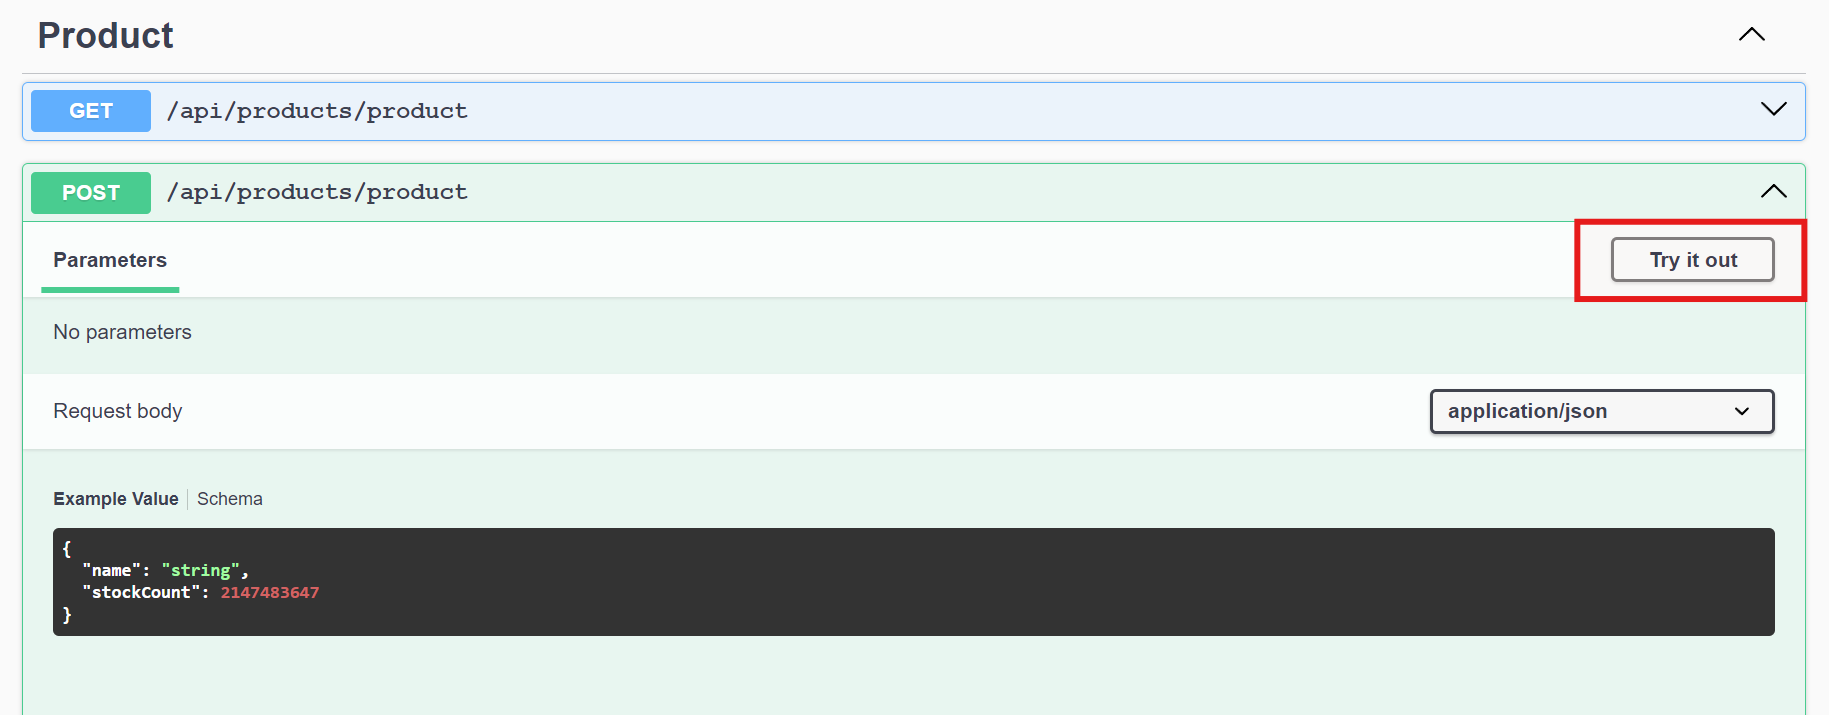 Product
GET /api/products/product
POST /api/products/product
Parameters
Try it out
No parameters
Request body
application/json
Example Value Schema
{
  "name": "string",
  "stockCount": 2147483647
}